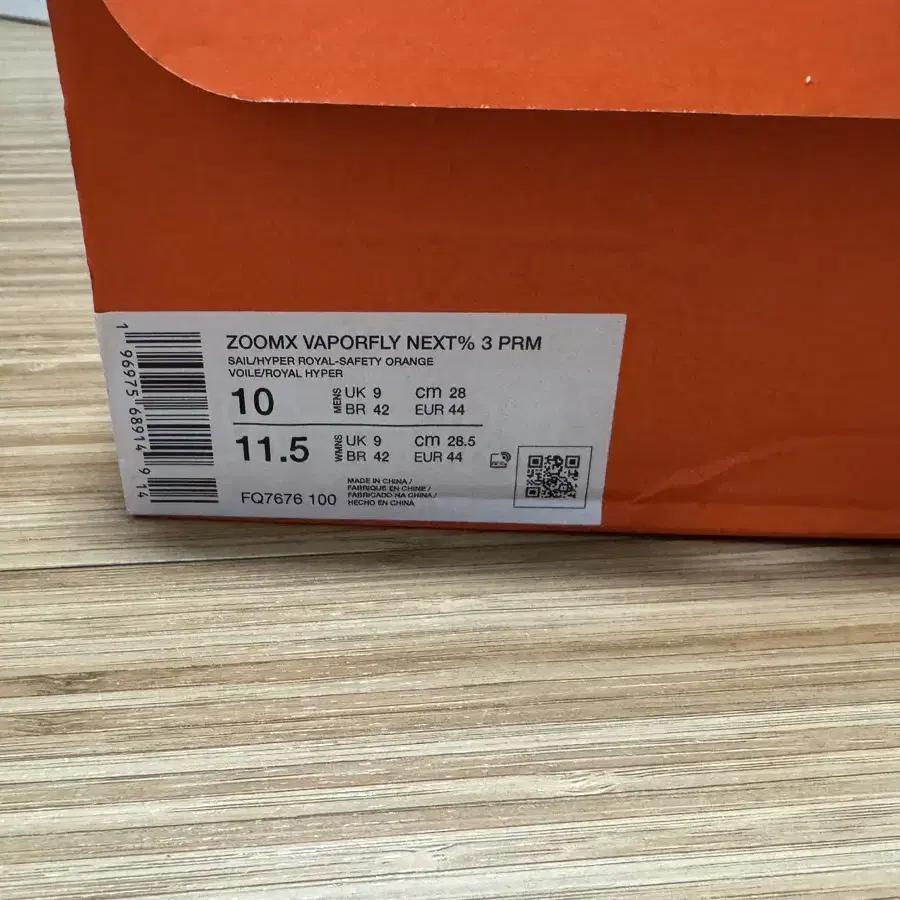 ZOOMX VAPORFLY NEXT% 3 PRM
SAIL/HYPER ROYAL-SAFETY ORANGE
VOILE/ROYAL HYPER
10 MENS UK 9 cm 28
BR 42 EUR 44
11.5 WMNS UK 9 cm 28.5
BR 42 EUR 44
FQ7676 100
MADE IN CHINA /
FABRIQUE EN CHINE /
FABRICADO NA CHINA /
HECHO EN CHINA
1 96975 68914 9 14